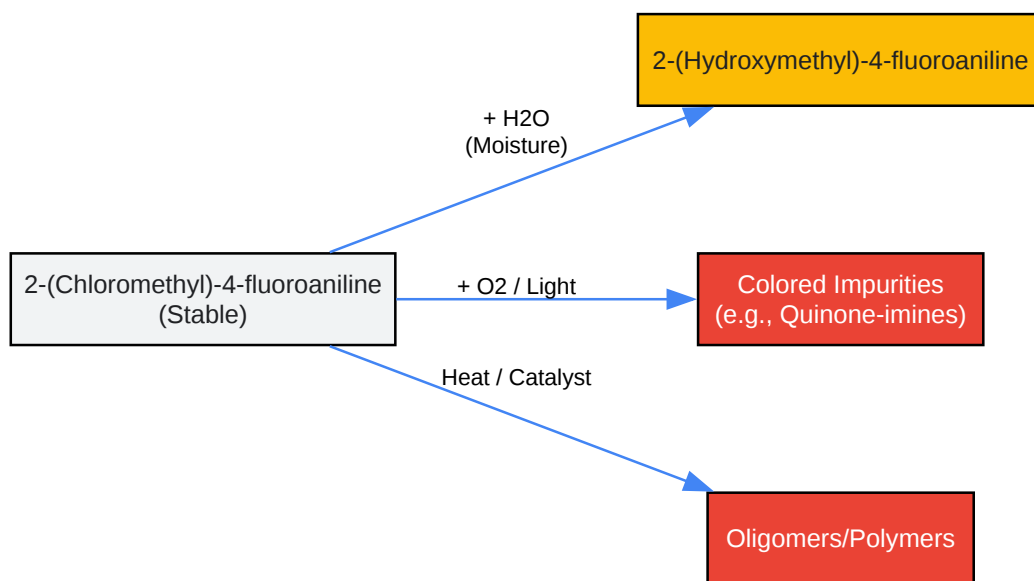 2-(Hydroxymethyl)-4-fluoroaniline
+ H2O
(Moisture)
2-(Chloromethyl)-4-fluoroaniline
(Stable)
+ O2 / Light
Colored Impurities
(e.g., Quinone-imines)
Heat / Catalyst
Oligomers/Polymers